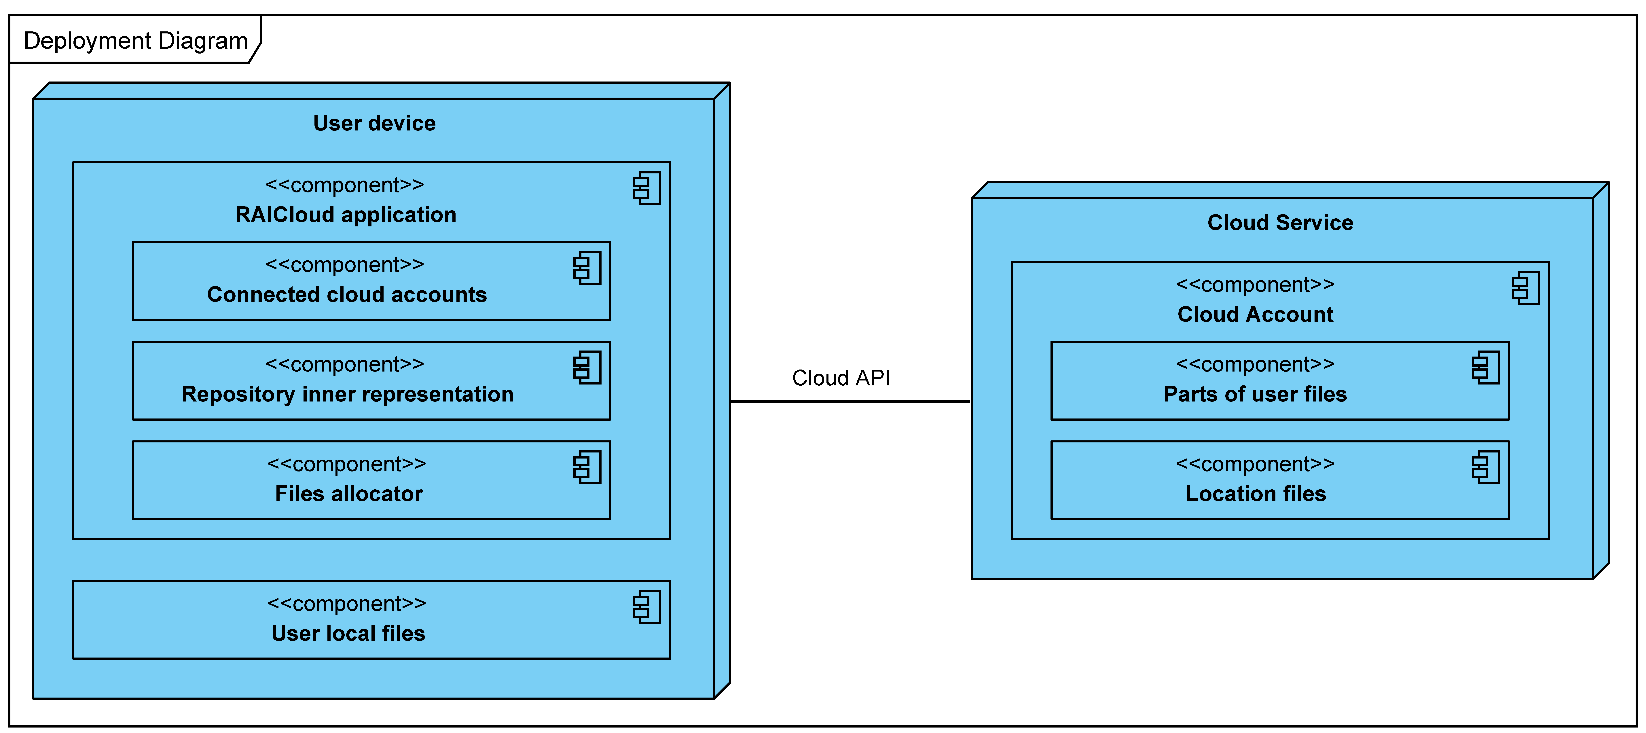 Deployment Diagram
User device
<<component>>
RAICloud application
<<component>>
Connected cloud accounts
<<component>>
Repository inner representation
<<component>>
Files allocator
<<component>>
User local files
Cloud API
Cloud Service
<<component>>
Cloud Account
<<component>>
Parts of user files
<<component>>
Location files